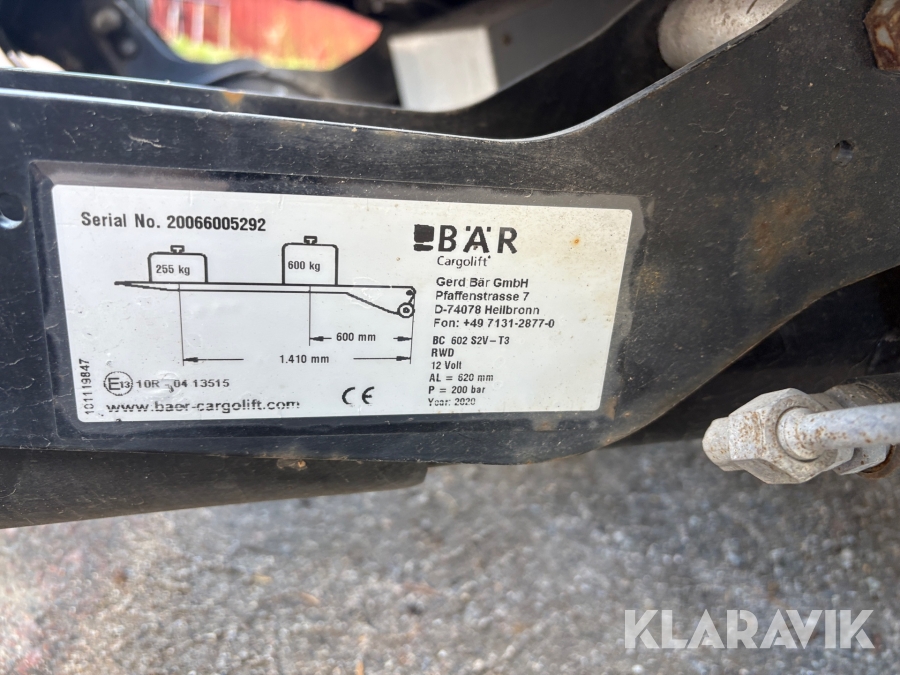 Serial No. 20066005292
BÄR
Cargolift
255 kg
600 kg
600 mm
1.410 mm
Gerd Bär GmbH
Pfaffenstrasse 7
D-74078 Heilbronn
Fon: +49 7131-2877-0
BC 602 S2V-T3
RWD
12 Volt
AL = 620 mm
P = 200 bar
Year: 2020
101119847
E13 10R - 04 13515
CE
www.baer-cargolift.com
KLARAVIK